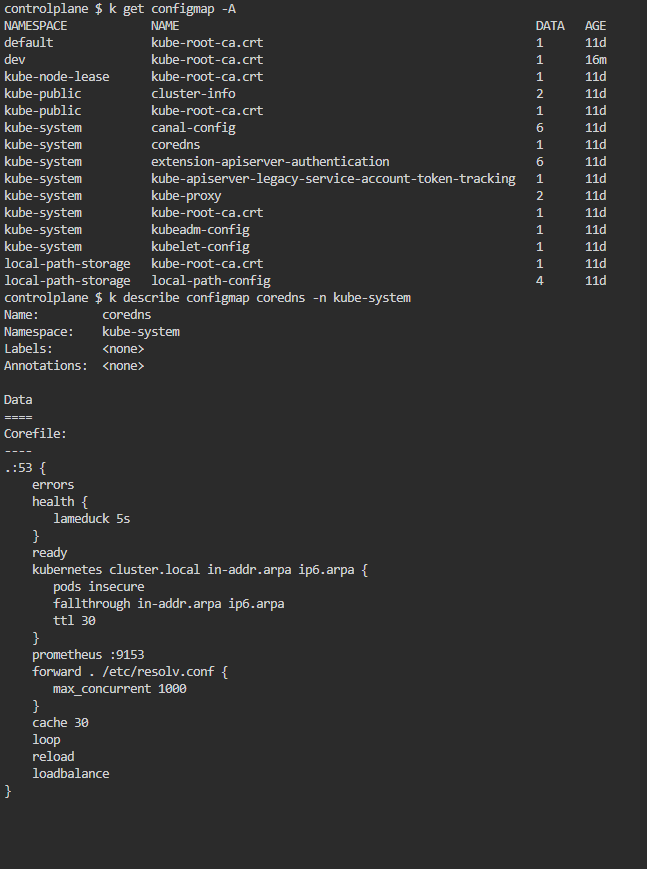 controlplane $ k get configmap -A
NAMESPACE            NAME                                                   DATA   AGE
default              kube-root-ca.crt                                       1      11d
dev                  kube-root-ca.crt                                       1      16m
kube-node-lease      kube-root-ca.crt                                       1      11d
kube-public          cluster-info                                           2      11d
kube-public          kube-root-ca.crt                                       1      11d
kube-system          canal-config                                           6      11d
kube-system          coredns                                                1      11d
kube-system          extension-apiserver-authentication                     6      11d
kube-system          kube-apiserver-legacy-service-account-token-tracking   1      11d
kube-system          kube-proxy                                             2      11d
kube-system          kube-root-ca.crt                                       1      11d
kube-system          kubeadm-config                                         1      11d
kube-system          kubelet-config                                         1      11d
local-path-storage   kube-root-ca.crt                                       1      11d
local-path-storage   local-path-config                                      4      11d
controlplane $ k describe configmap coredns -n kube-system
Name:         coredns
Namespace:    kube-system
Labels:       <none>
Annotations:  <none>

Data
====
Corefile:
----
.:53 {
    errors
    health {
       lameduck 5s
    }
    ready
    kubernetes cluster.local in-addr.arpa ip6.arpa {
       pods insecure
       fallthrough in-addr.arpa ip6.arpa
       ttl 30
    }
    prometheus :9153
    forward . /etc/resolv.conf {
       max_concurrent 1000
    }
    cache 30
    loop
    reload
    loadbalance
}